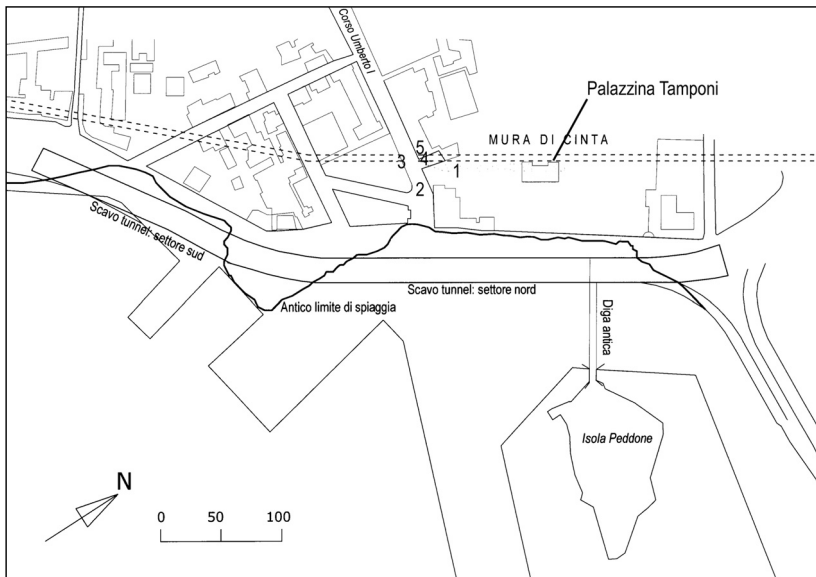 Corso Umberto I
Palazzina Tamponi
MURA DI CINTA
5
3
4
1
2
Scavo tunnel: settore sud
Antico limite di spiaggia
Scavo tunnel: settore nord
Diga antica
Isola Peddone
N
0 50 100